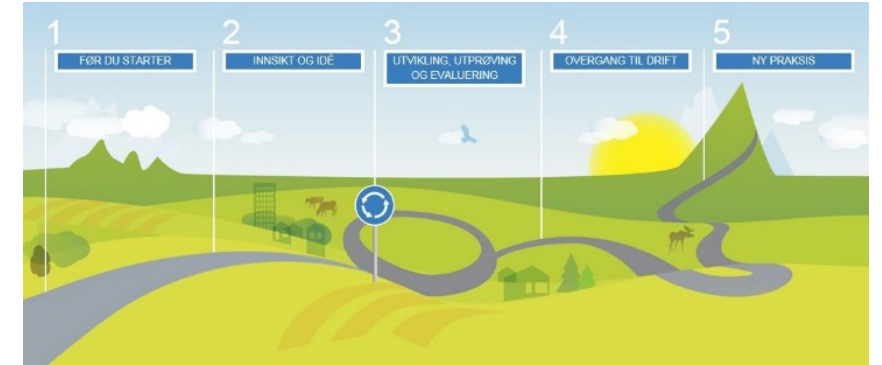 1
FØR DU STARTER
2
INNSIKT OG IDÉ
3
UTVIKLING, UTPRØVING
OG EVALUERING
4
OVERGANG TIL DRIFT
5
NY PRAKSIS